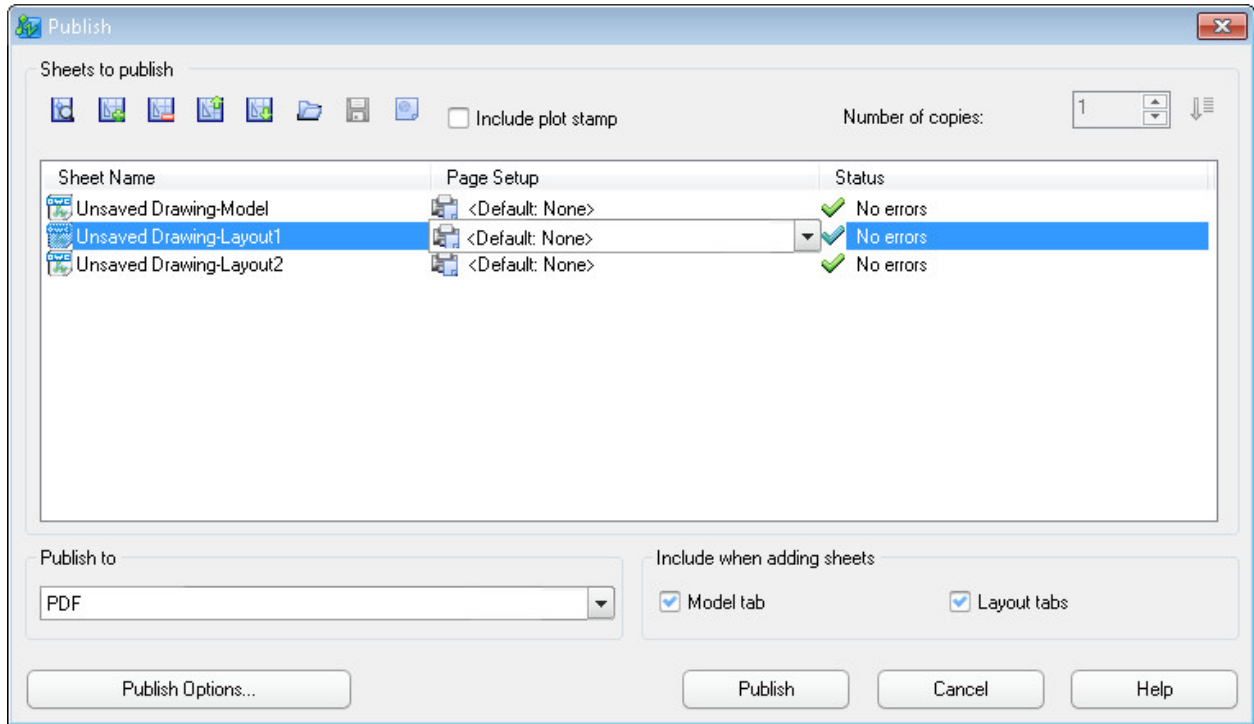 Publish
Sheets to publish
Include plot stamp
Number of copies:
1
Sheet Name Page Setup Status
Unsaved Drawing-Model <Default: None> No errors
Unsaved Drawing-Layout1 <Default: None> No errors
Unsaved Drawing-Layout2 <Default: None> No errors
Publish to
PDF
Include when adding sheets
Model tab Layout tabs
Publish Options... Publish Cancel Help